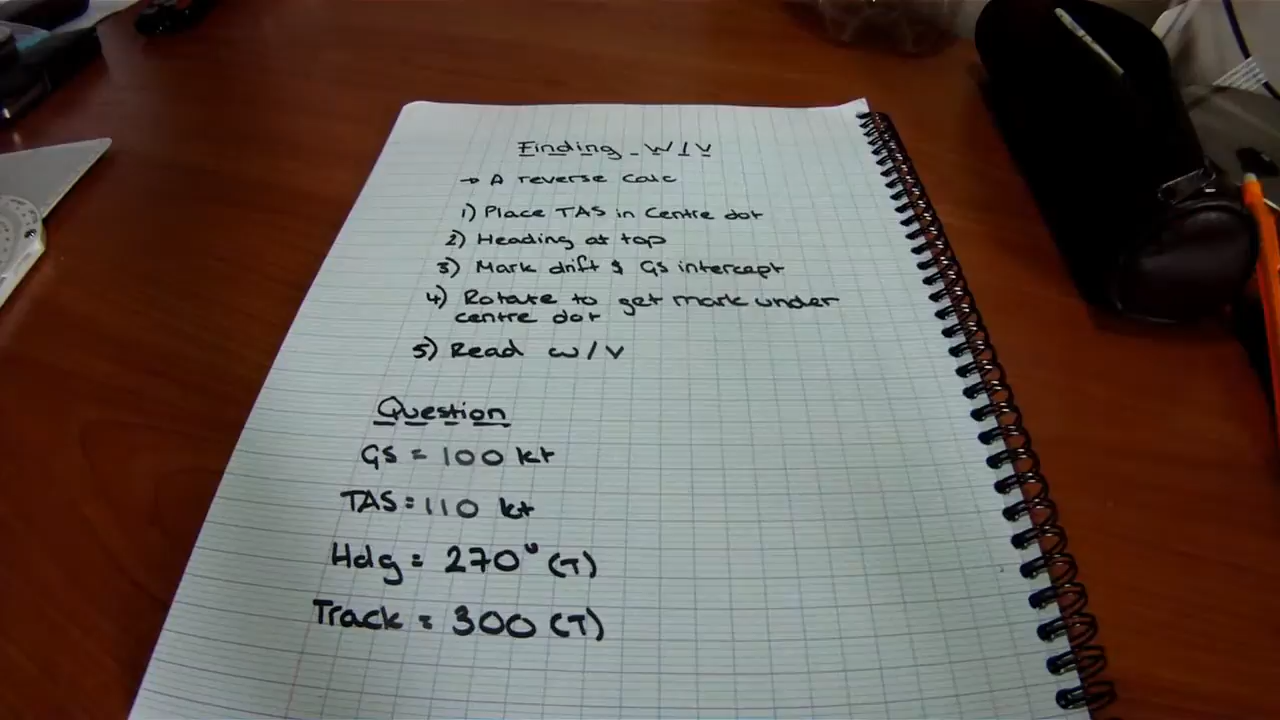 Finding W/V
→ A reverse calc
1) Place TAS in Centre dot
2) Heading at top
3) Mark drift & GS intercept
4) Rotate to get mark under
centre dot
5) Read w/v
Question
GS = 100 kt
TAS = 110 kt
Hdg = 270° (T)
Track = 300 (T)